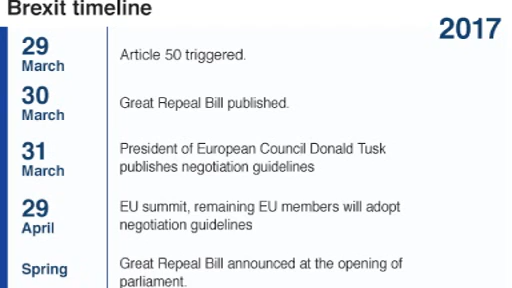 Brexit timeline
2017
29
March
Article 50 triggered.
30
March
Great Repeal Bill published.
31
March
President of European Council Donald Tusk
publishes negotiation guidelines
29
April
EU summit, remaining EU members will adopt
negotiation guidelines
Spring
Great Repeal Bill announced at the opening of
parliament.